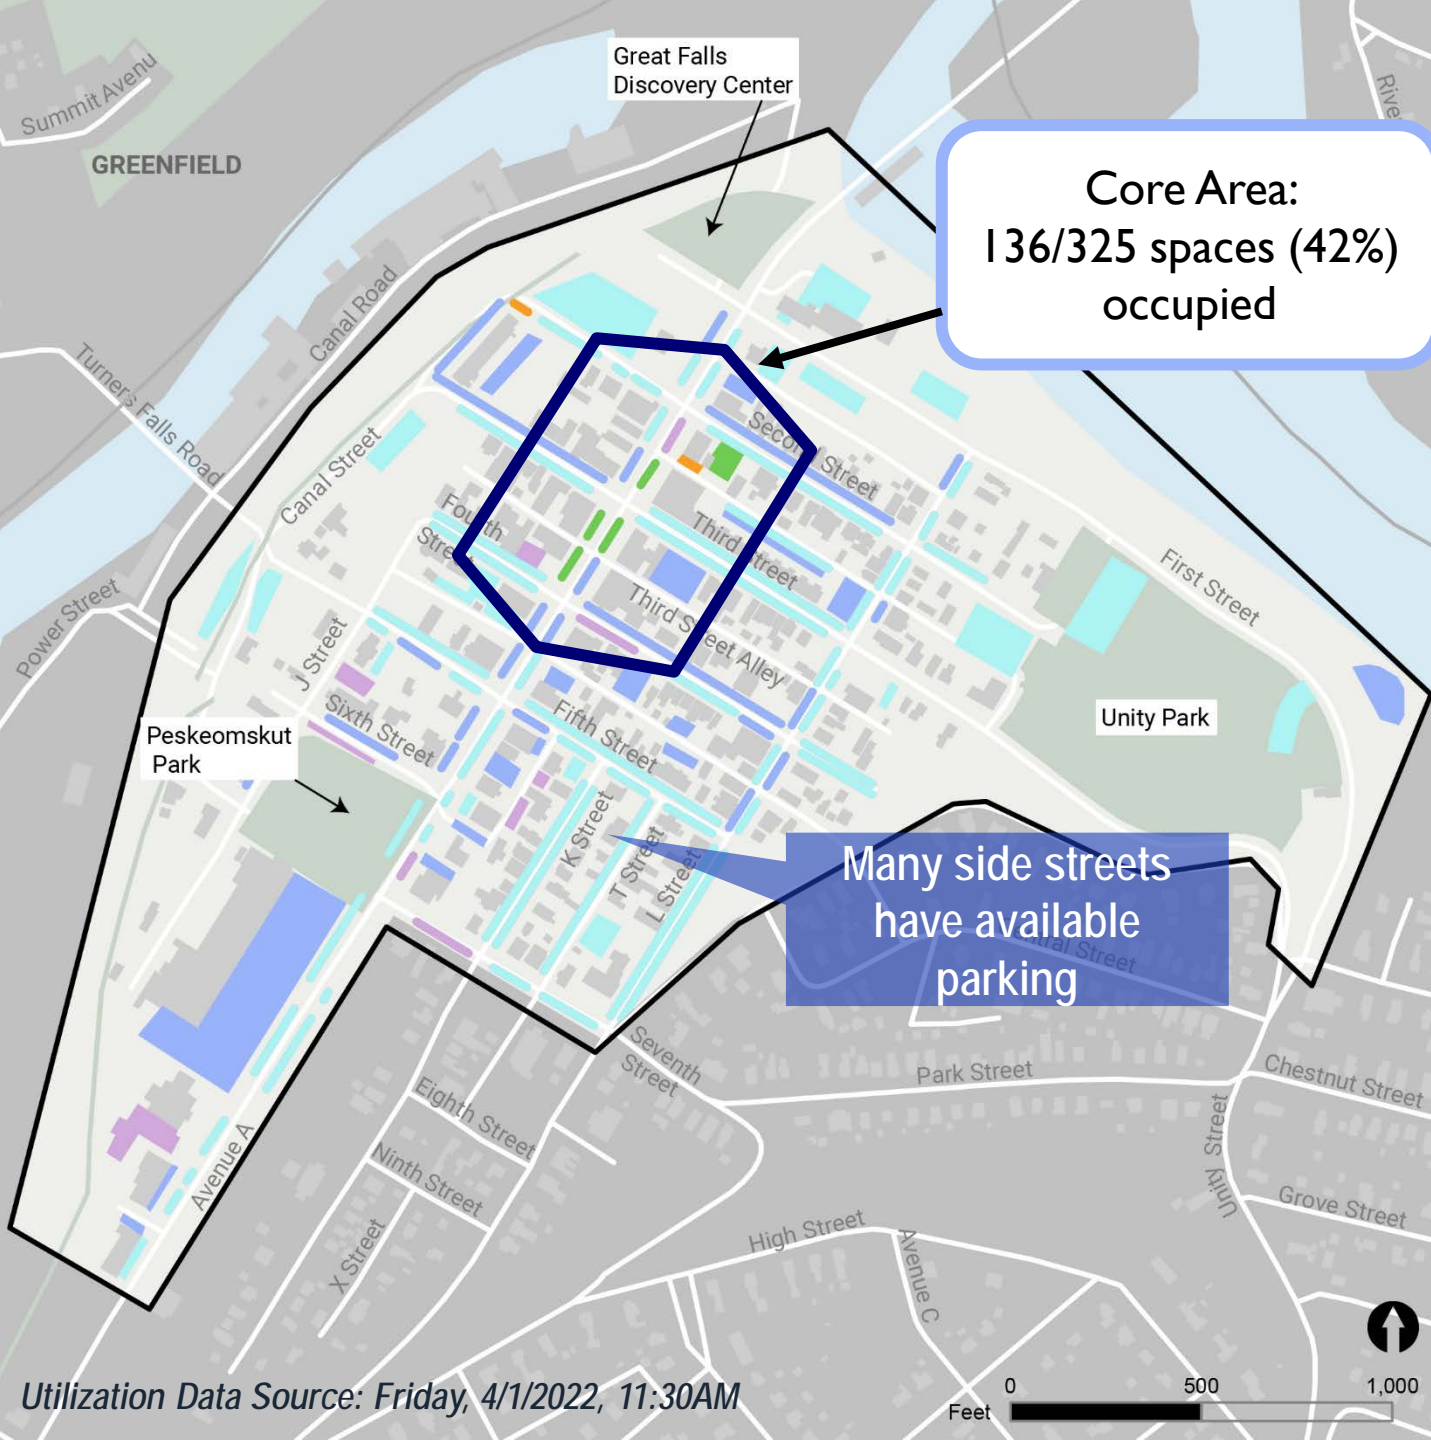 Great Falls
Discovery Center
Summit Avenu
River
GREENFIELD
Core Area:
136/325 spaces (42%)
occupied
Canal Road
Turners Falls Road
Canal Street
Second Street
Fourth
Street
Third Street
First Street
Power Street
Third Street Alley
J Street
Unity Park
Sixth Street
Fifth Street
Peskeomskut
Park
K Street
T Street
L Street
Many side streets
have available
parking
Central Street
Seventh
Street
Park Street
Chestnut Street
Eighth Street
Unity Street
Avenue A
Ninth Street
Grove Street
High Street
X Street
Avenue C
Utilization Data Source: Friday, 4/1/2022, 11:30AM
0 500 1,000
Feet